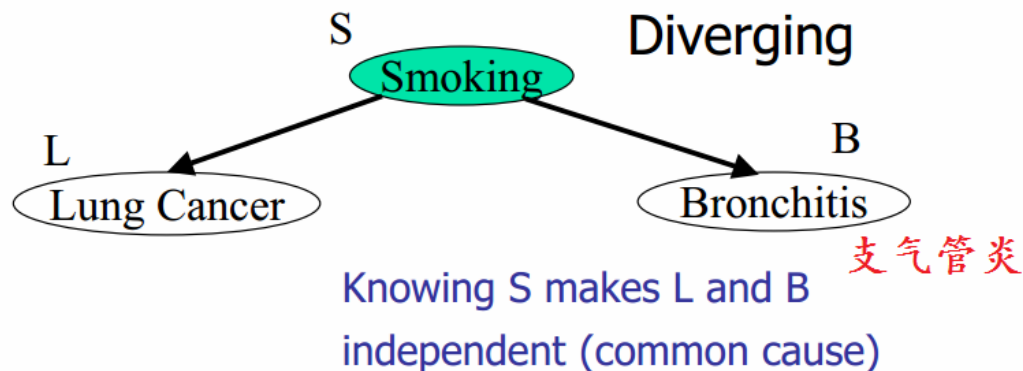 S
Diverging
Smoking
L
B
Lung Cancer
Bronchitis
支气管炎
Knowing S makes L and B
independent (common cause)